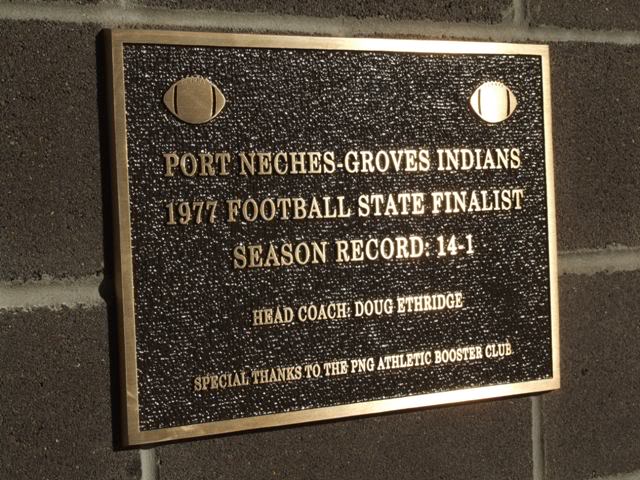 PORT NECHES-GROVES INDIANS
1977 FOOTBALL STATE FINALIST
SEASON RECORD: 14-1
HEAD COACH: DOUG ETHRIDGE
SPECIAL THANKS TO THE PNG ATHLETIC BOOSTER CLUB